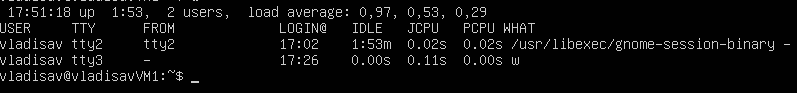 17:51:18 up  1:53,  2 users,  load average: 0,97, 0,53, 0,29
USER     TTY      FROM             LOGIN@   IDLE   JCPU   PCPU WHAT
vladisav tty2     tty2             17:02    1:53m  0.02s  0.02s /usr/libexec/gnome-session-binary -
vladisav tty3     -                17:26    0.00s  0.11s  0.00s w
vladisav@vladisavVM1:~$ _